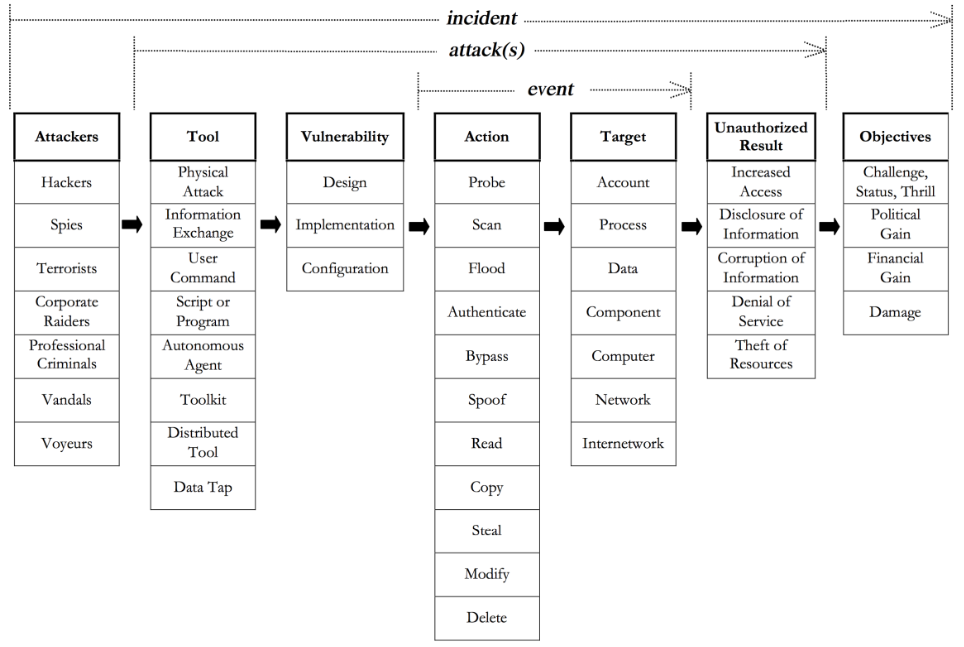 incident
attack(s)
event
Attackers
Hackers
Spies
Terrorists
Corporate
Raiders
Professional
Criminals
Vandals
Voyeurs
Tool
Physical
Attack
Information
Exchange
User
Command
Script or
Program
Autonomous
Agent
Toolkit
Distributed
Tool
Data Tap
Vulnerability
Design
Implementation
Configuration
Action
Probe
Scan
Flood
Authenticate
Bypass
Spoof
Read
Copy
Steal
Modify
Delete
Target
Account
Process
Data
Component
Computer
Network
Internetwork
Unauthorized
Result
Increased
Access
Disclosure of
Information
Corruption of
Information
Denial of
Service
Theft of
Resources
Objectives
Challenge,
Status, Thrill
Political
Gain
Financial
Gain
Damage